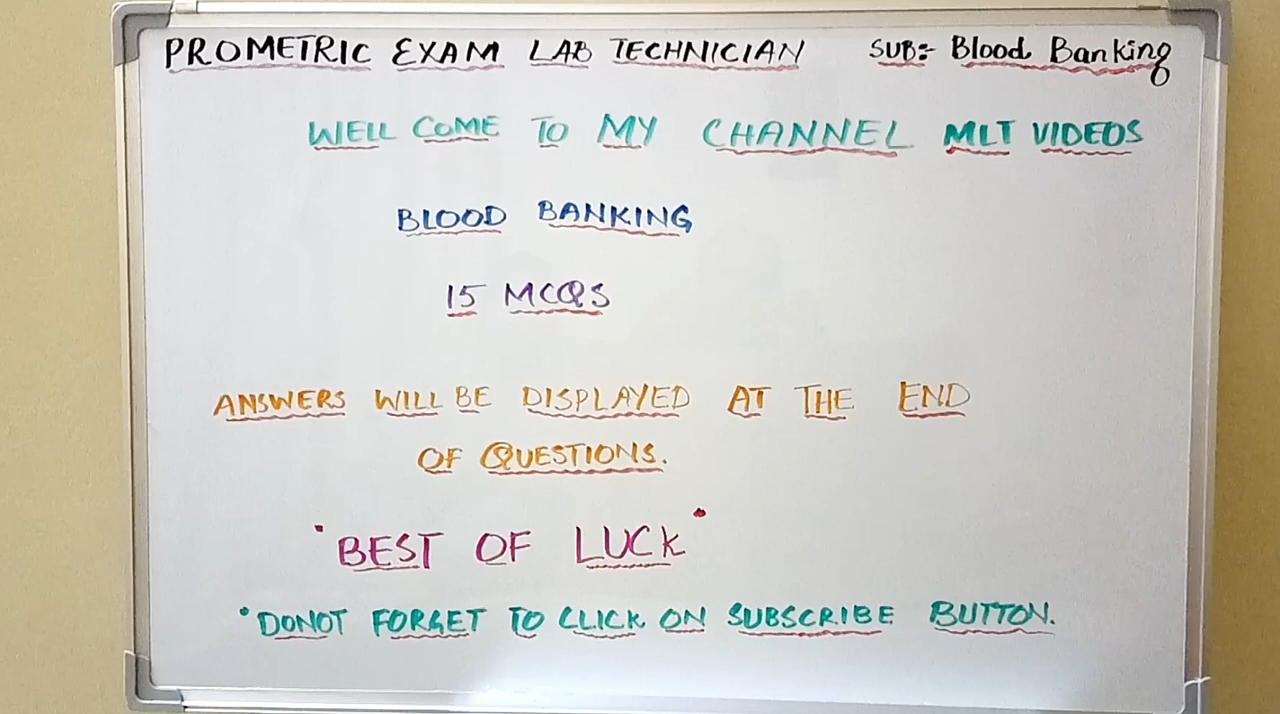 PROMETRIC EXAM LAB TECHNICIAN SUB:- Blood Banking
WELL COME TO MY CHANNEL MLT VIDEOS
BLOOD BANKING
15 MCQS
ANSWERS WILL BE DISPLAYED AT THE END
OF QUESTIONS.
"BEST OF LUCK"
"DONOT FORGET TO CLICK ON SUBSCRIBE BUTTON.